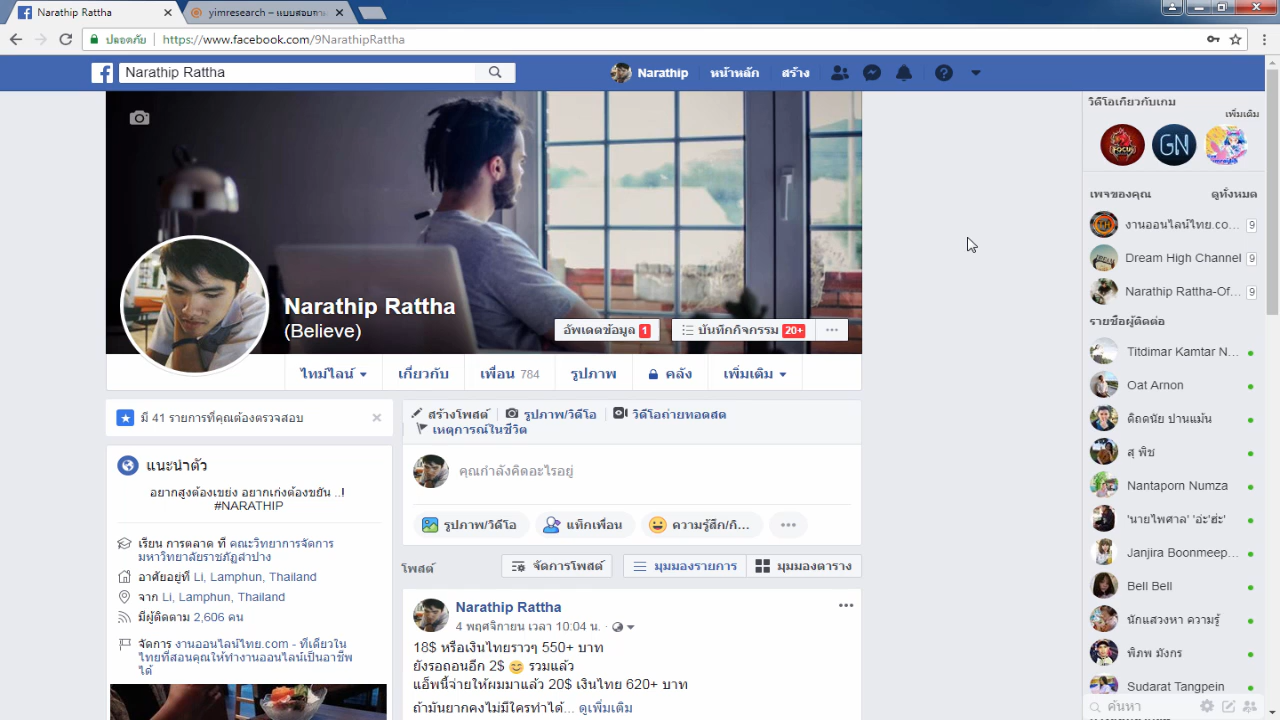 Narathip Rattha
yimresearch – แบบสอบถา
ปลอดภัย
https://www.facebook.com/9NarathipRattha
Narathip Rattha
Narathip
หน้าหลัก
สร้าง
วิดีโอเกี่ยวกับเกม
เพิ่มเติม
FOCUS
GN
เพจของคุณ
ดูทั้งหมด
งานออนไลน์ไทย.co...
9
Dream High Channel
9
Narathip Rattha-Of...
9
รายชื่อผู้ติดต่อ
Titdimar Kamtar N...
Oat Arnon
ดิถดนัย ปานแม้น
สุ พิช
Nantaporn Numza
'นายไพศาล' 'อ๋ะ'ฮ่ะ'
Janjira Boonmeep...
Bell Bell
นักแสวงหา ความรู้
พิภพ มังกร
Sudarat Tangpein
ค้นหา
Narathip Rattha
(Believe)
อัพเดตข้อมูล 1
บันทึกกิจกรรม 20+
ไทม์ไลน์
เกี่ยวกับ
เพื่อน 784
รูปภาพ
คลัง
เพิ่มเติม
มี 41 รายการที่คุณต้องตรวจสอบ
แนะนำตัว
อยากสูงต้องเขย่ง อยากเก่งต้องขยัน ..!
#NARATHIP
เรียน การตลาด ที่ คณะวิทยาการจัดการ
มหาวิทยาลัยราชภัฏลำปาง
อาศัยอยู่ที่ Li, Lamphun, Thailand
จาก Li, Lamphun, Thailand
มีผู้ติดตาม 2,606 คน
จัดการ งานออนไลน์ไทย.com - ที่เดียวใน
ไทยที่สอนคุณให้ทำงานออนไลน์เป็นอาชีพ
ได้
สร้างโพสต์
รูปภาพ/วิดีโอ
วิดีโอถ่ายทอดสด
เหตุการณ์ในชีวิต
คุณกำลังคิดอะไรอยู่
รูปภาพ/วิดีโอ
แท็กเพื่อน
ความรู้สึก/กิ...
โพสต์
จัดการโพสต์
มุมมองรายการ
มุมมองตาราง
Narathip Rattha
4 พฤศจิกายน เวลา 10:04 น.
18$ หรือเงินไทยราวๆ 550+ บาท
ยังรอถอนอีก 2$ 😊 รวมแล้ว
แอ็พนี้จ่ายให้ผมมาแล้ว 20$ เงินไทย 620+ บาท
ถ้ามันยากคงไม่มีใครทำได้... ดูเพิ่มเติม